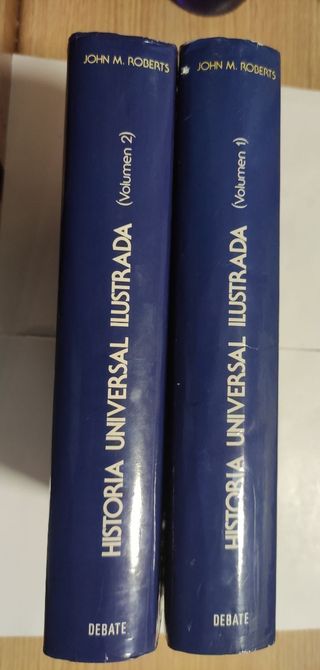 JOHN M. ROBERTS
HISTORIA UNIVERSAL ILUSTRADA (Volumen 2)
DEBATE
JOHN M. ROBERTS
HISTORIA UNIVERSAL ILUSTRADA (Volumen 1)
DEBATE